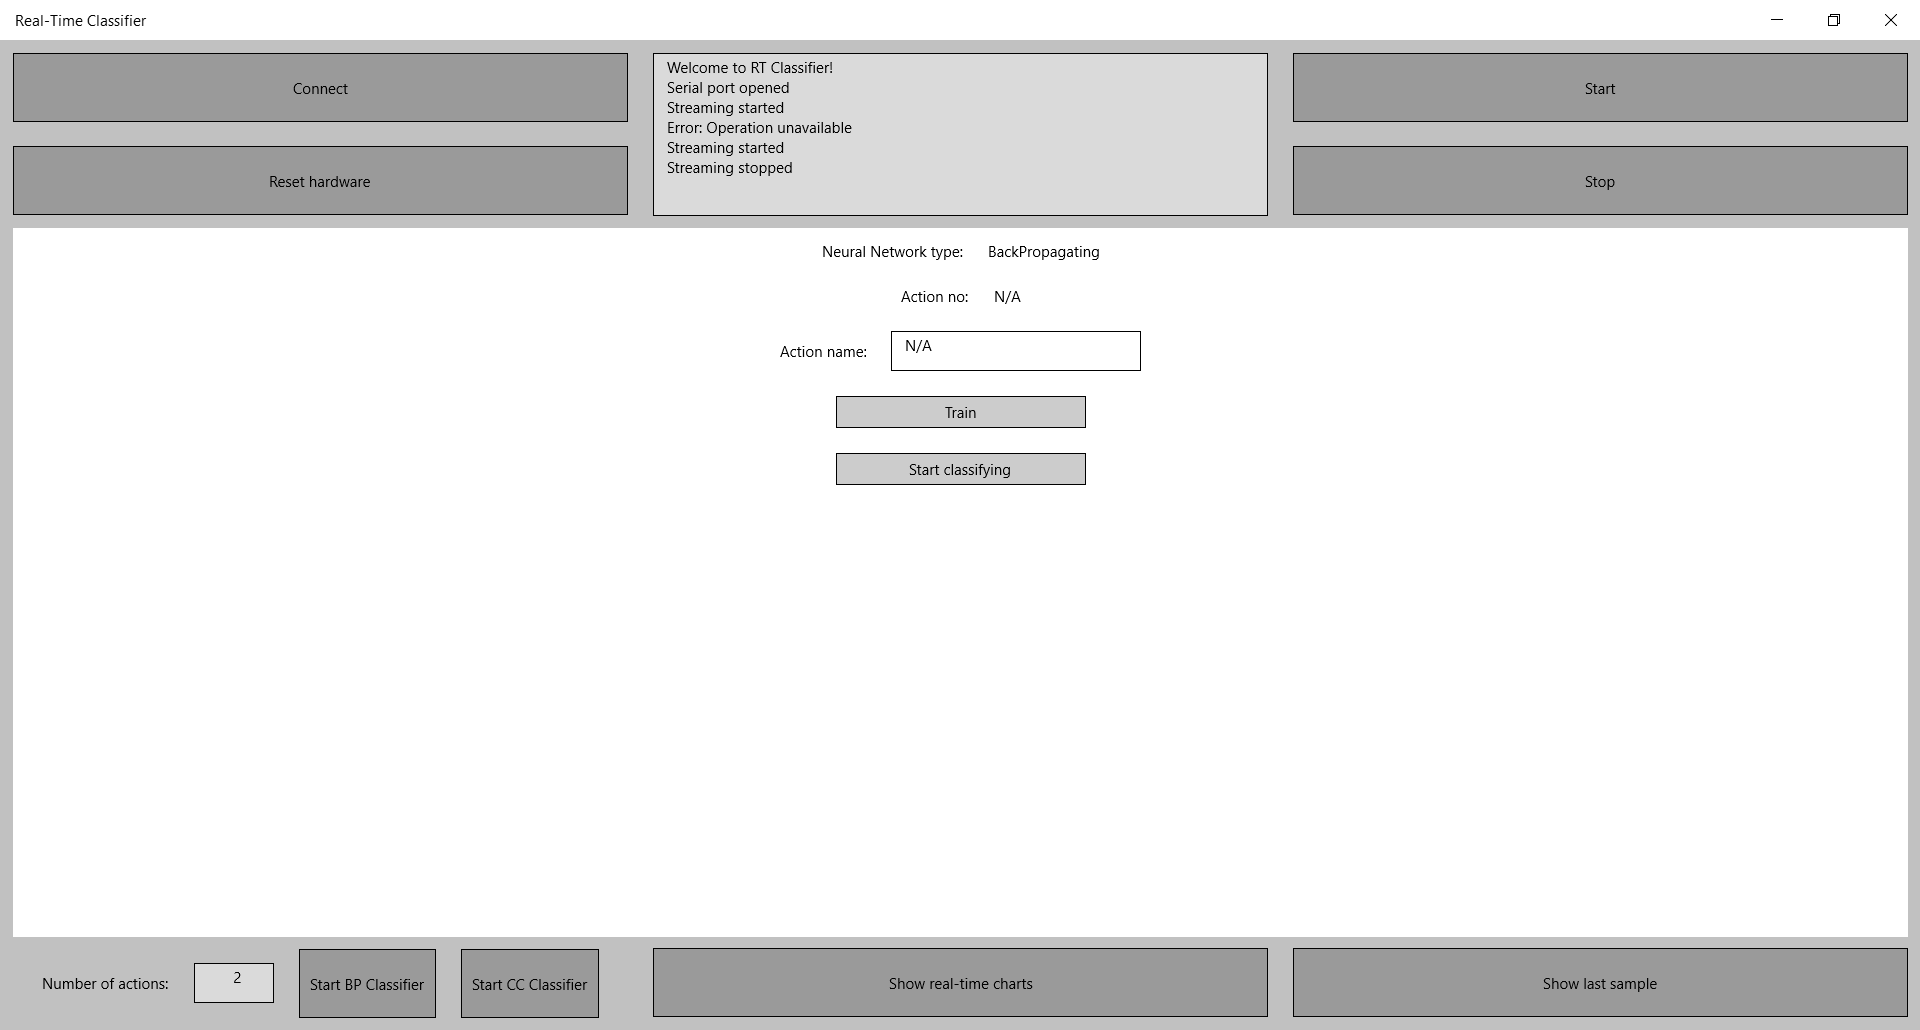 Real-Time Classifier
Connect
Reset hardware
Welcome to RT Classifier!
Serial port opened
Streaming started
Error: Operation unavailable
Streaming started
Streaming stopped
Start
Stop
Neural Network type: BackPropagating
Action no: N/A
Action name: N/A
Train
Start classifying
Number of actions: 2
Start BP Classifier
Start CC Classifier
Show real-time charts
Show last sample